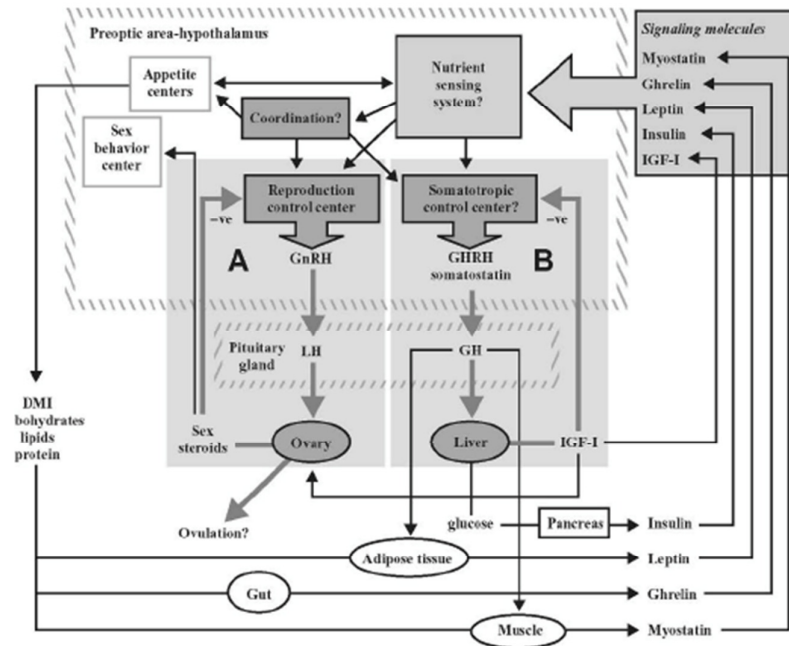 Preoptic area-hypothalamus
Signaling molecules
Myostatin
Ghrelin
Leptin
Insulin
IGF-I
Appetite
centers
Nutrient
sensing
system?
Coordination?
Sex
behavior
center
Reproduction
control center
Somatotropic
control center?
–ve
–ve
A
B
GnRH
GHRH
somatostatin
Pituitary
gland
LH
GH
DMI
bohydrates
lipids
protein
Sex
steroids
Ovary
Liver
IGF-I
Ovulation?
glucose
Pancreas
Insulin
Adipose tissue
Leptin
Gut
Ghrelin
Muscle
Myostatin